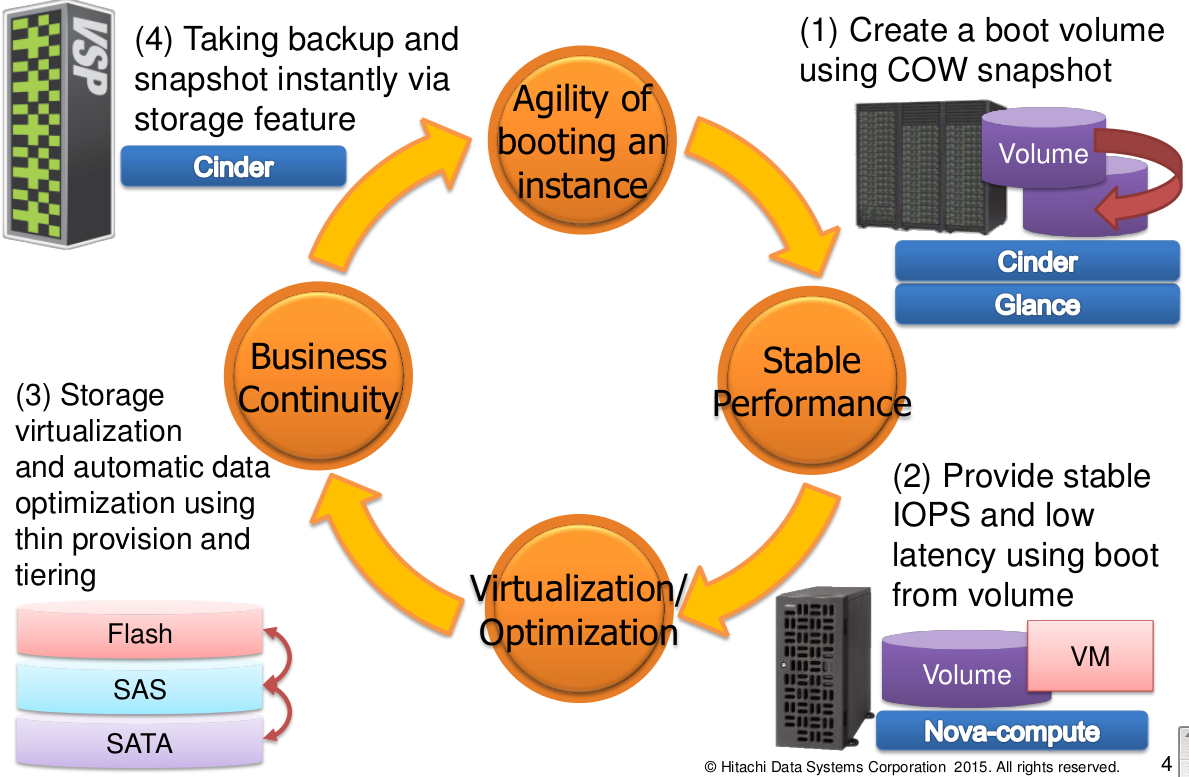 VSP
(4) Taking backup and
snapshot instantly via
storage feature
Cinder
Agility of
booting an
instance
(1) Create a boot volume
using COW snapshot
Volume
Cinder
Glance
Business
Continuity
Stable
Performance
(3) Storage
virtualization
and automatic data
optimization using
thin provision and
tiering
Flash
SAS
SATA
Virtualization/
Optimization
(2) Provide stable
IOPS and low
latency using boot
from volume
Volume
VM
Nova-compute
© Hitachi Data Systems Corporation 2015. All rights reserved.
4